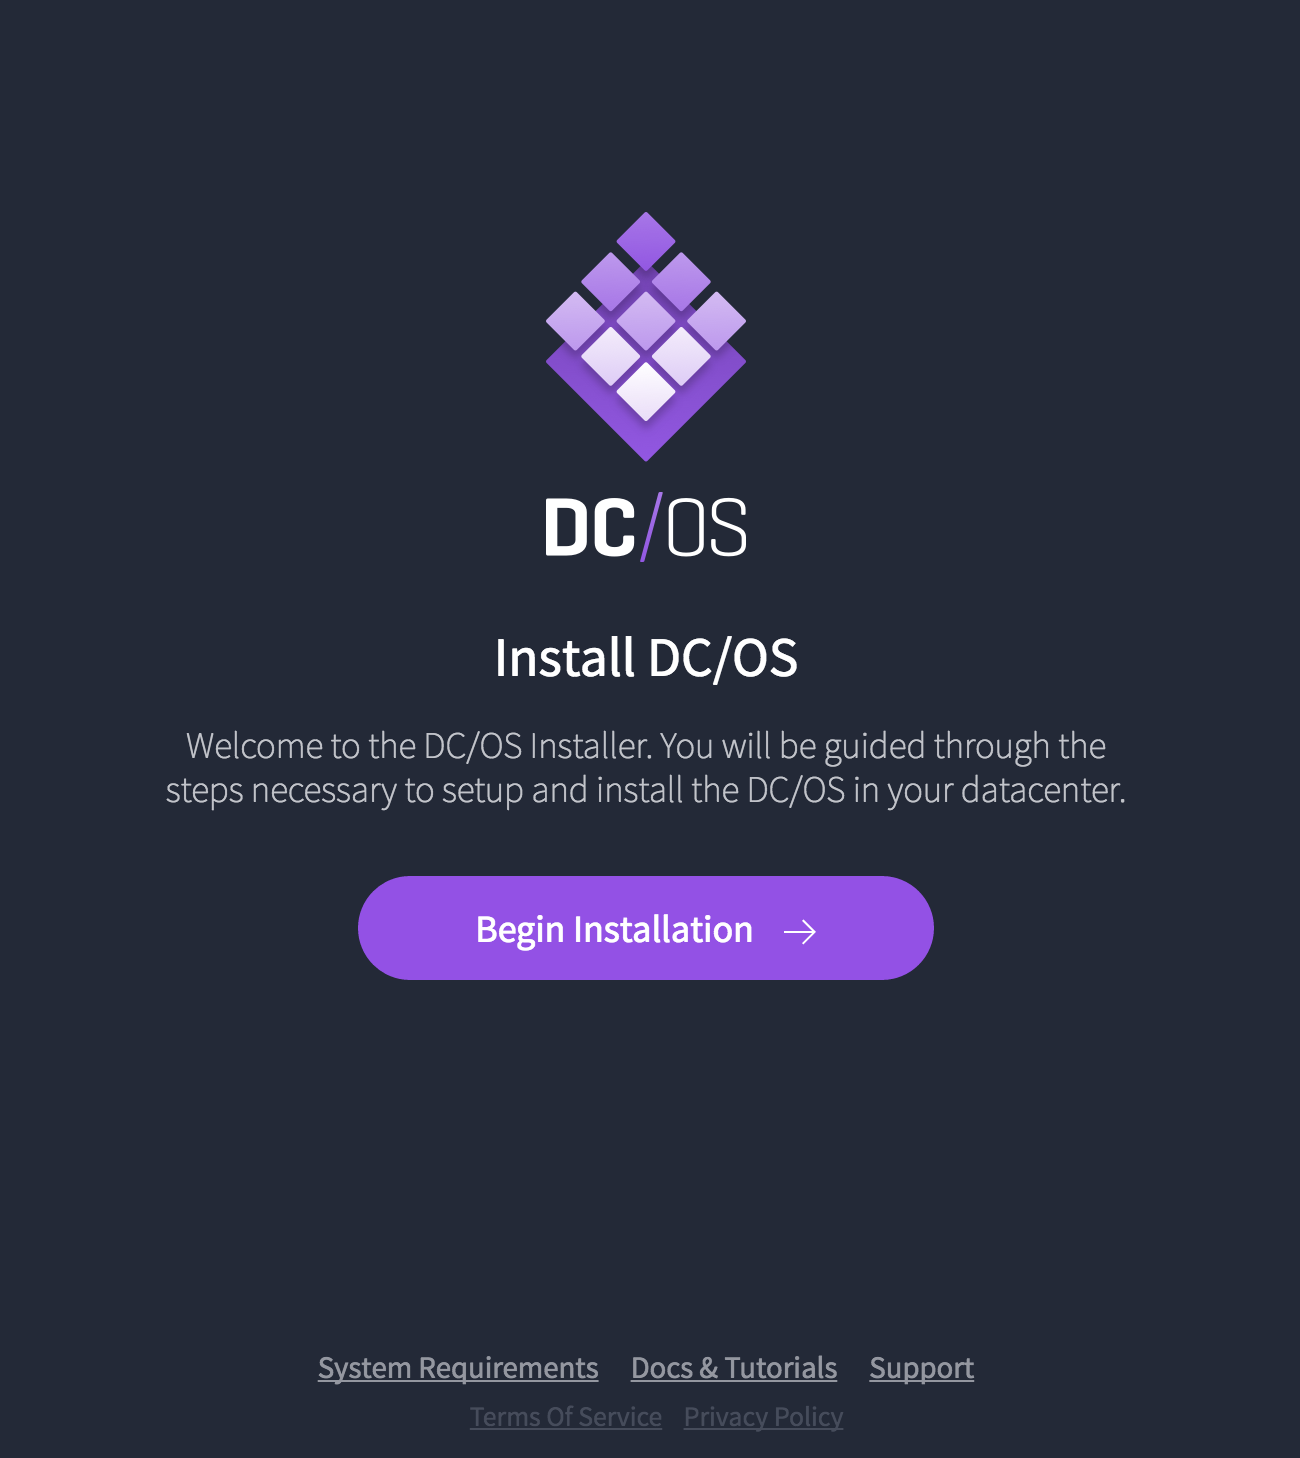 DC/OS
Install DC/OS
Welcome to the DC/OS Installer. You will be guided through the
steps necessary to setup and install the DC/OS in your datacenter.
Begin Installation →
System Requirements Docs & Tutorials Support
Terms Of Service Privacy Policy